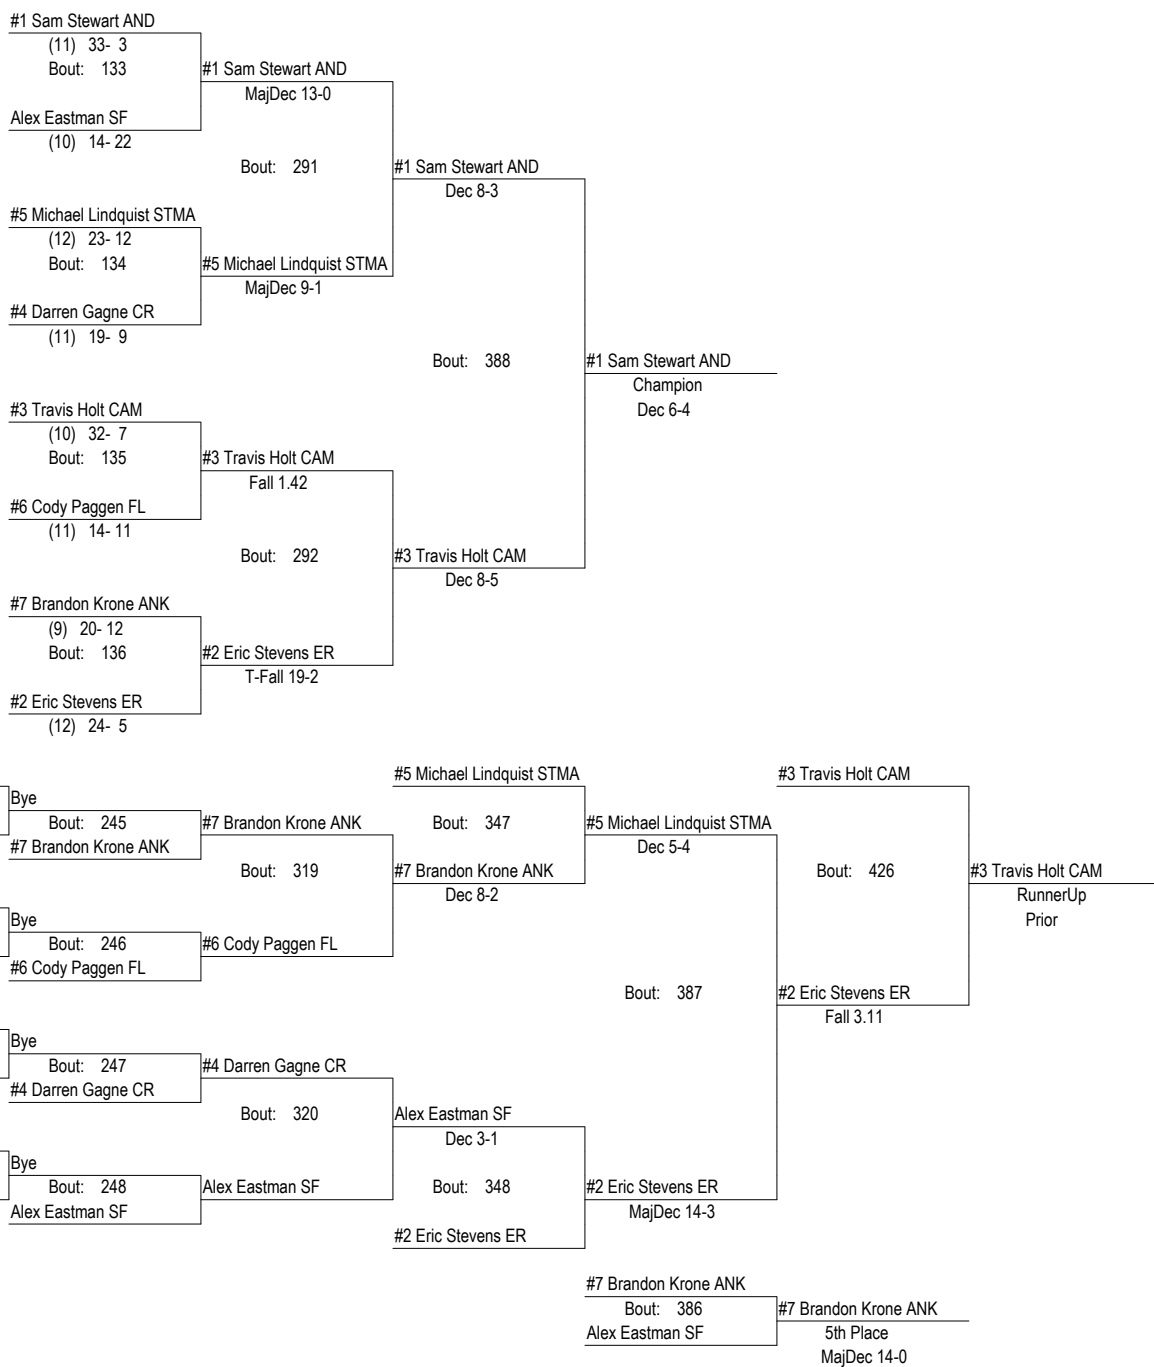 #1 Sam Stewart AND
(11) 33- 3
Bout: 133
#1 Sam Stewart AND
MajDec 13-0
Alex Eastman SF
(10) 14- 22
Bout: 291
#1 Sam Stewart AND
Dec 8-3
#5 Michael Lindquist STMA
(12) 23- 12
Bout: 134
#5 Michael Lindquist STMA
MajDec 9-1
#4 Darren Gagne CR
(11) 19- 9
Bout: 388
#1 Sam Stewart AND
Champion
Dec 6-4
#3 Travis Holt CAM
(10) 32- 7
Bout: 135
#3 Travis Holt CAM
Fall 1.42
#6 Cody Paggen FL
(11) 14- 11
Bout: 292
#3 Travis Holt CAM
Dec 8-5
#7 Brandon Krone ANK
(9) 20- 12
Bout: 136
#2 Eric Stevens ER
T-Fall 19-2
#2 Eric Stevens ER
(12) 24- 5
#5 Michael Lindquist STMA
#3 Travis Holt CAM
Bye
Bout: 245
#7 Brandon Krone ANK
Bout: 347
#5 Michael Lindquist STMA
#7 Brandon Krone ANK
Dec 5-4
Bout: 319
#7 Brandon Krone ANK
Dec 8-2
Bout: 426
#3 Travis Holt CAM
RunnerUp
Prior
Bye
Bout: 246
#6 Cody Paggen FL
#6 Cody Paggen FL
Bout: 387
#2 Eric Stevens ER
Fall 3.11
Bye
Bout: 247
#4 Darren Gagne CR
#4 Darren Gagne CR
Bout: 320
Alex Eastman SF
Dec 3-1
Bye
Bout: 248
Alex Eastman SF
Bout: 348
#2 Eric Stevens ER
Alex Eastman SF
MajDec 14-3
#2 Eric Stevens ER
#7 Brandon Krone ANK
Bout: 386
#7 Brandon Krone ANK
Alex Eastman SF
5th Place
MajDec 14-0